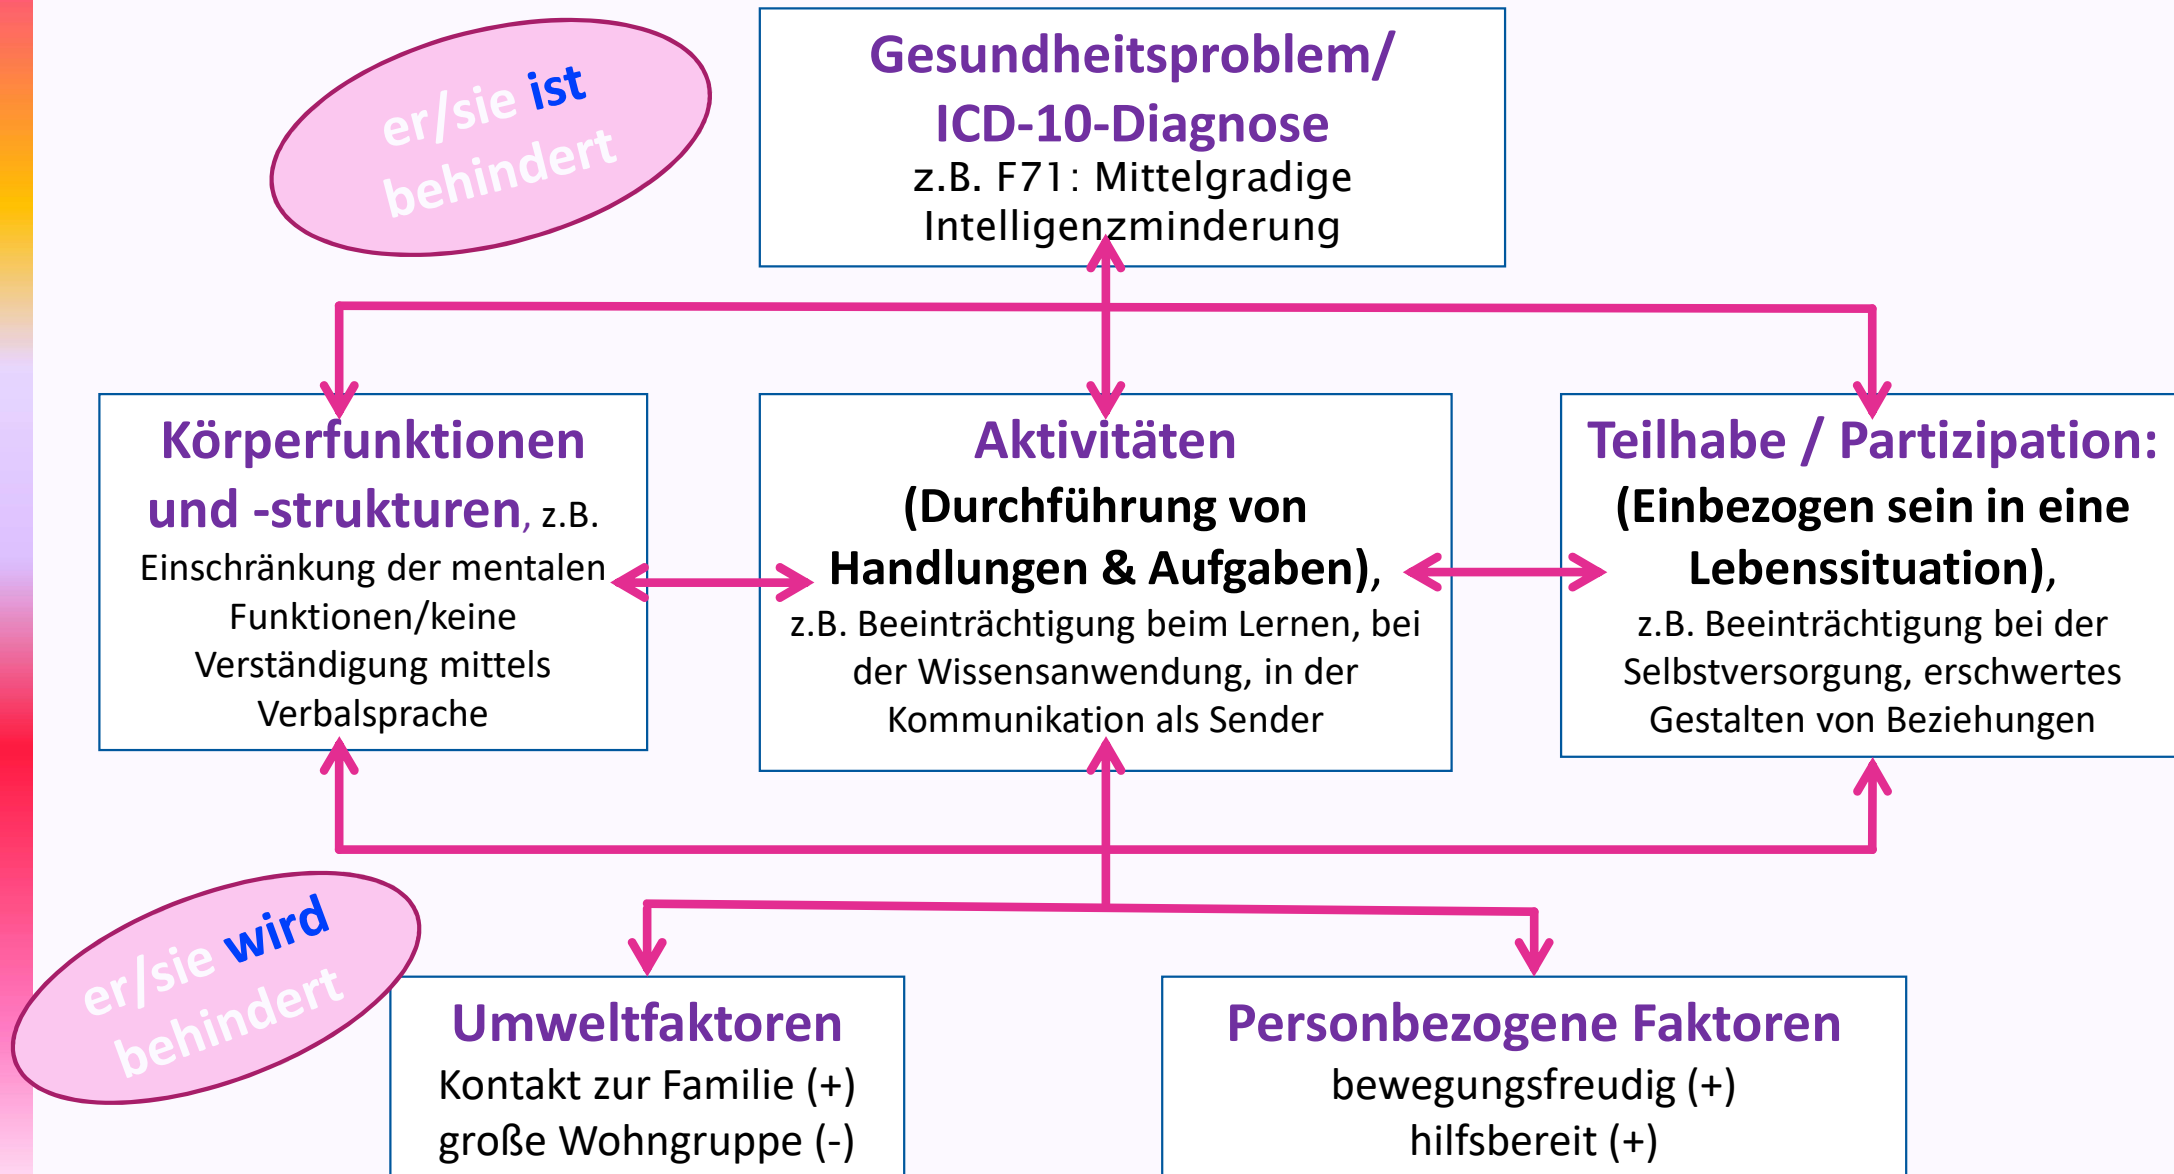 er/sie ist
behindert
Gesundheitsproblem/
ICD-10-Diagnose
z.B. F71: Mittelgradige
Intelligenzminderung
Körperfunktionen
und -strukturen, z.B.
Einschränkung der mentalen
Funktionen/keine
Verständigung mittels
Verbalsprache
Aktivitäten
(Durchführung von
Handlungen & Aufgaben),
z.B. Beeinträchtigung beim Lernen, bei
der Wissensanwendung, in der
Kommunikation als Sender
Teilhabe / Partizipation:
(Einbezogen sein in eine
Lebenssituation),
z.B. Beeinträchtigung bei der
Selbstversorgung, erschwertes
Gestalten von Beziehungen
er/sie wird
behindert
Umweltfaktoren
Kontakt zur Familie (+)
große Wohngruppe (-)
Personbezogene Faktoren
bewegungsfreudig (+)
hilfsbereit (+)